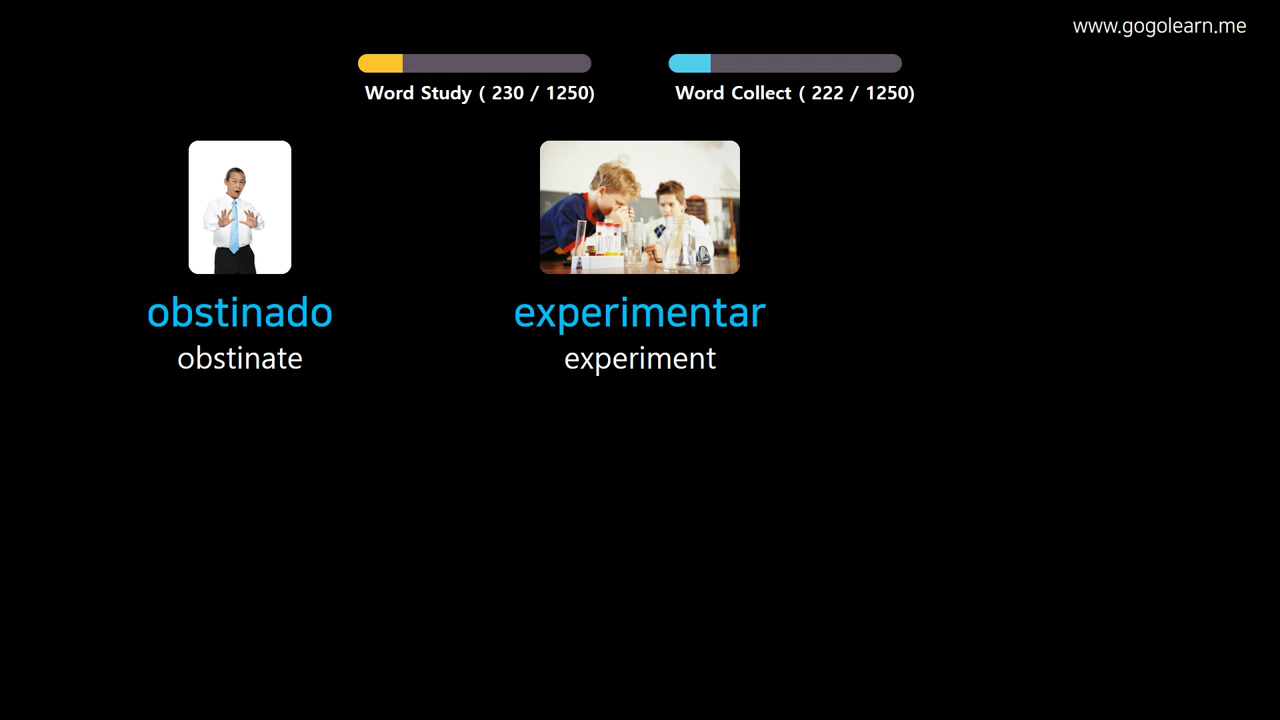 www.gogolearn.me
Word Study ( 230 / 1250)
Word Collect ( 222 / 1250)
obstinado
obstinate
experimentar
experiment